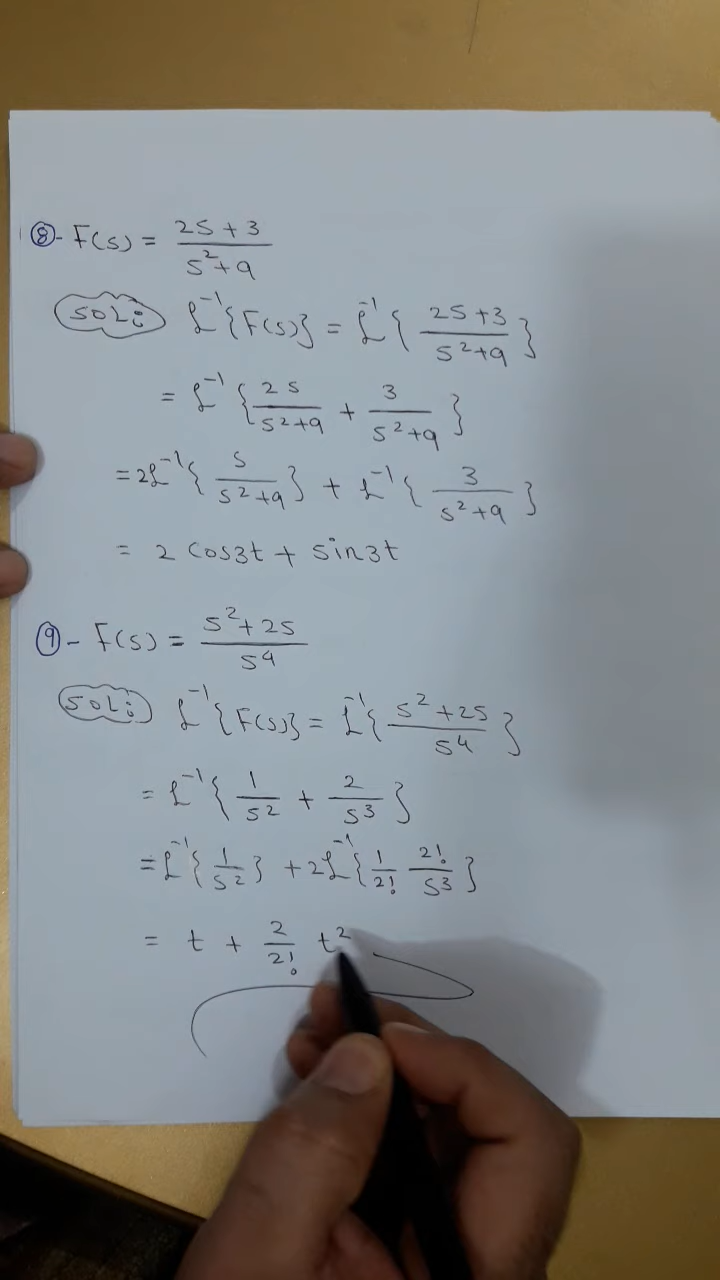 ⑧- F(s) = 2s+3 / s²+9
SOL: ℒ⁻¹{F(s)} = ℒ⁻¹{ 2s+3 / s²+9 }
= ℒ⁻¹{ 2s / s²+9 + 3 / s²+9 }
= 2ℒ⁻¹{ s / s²+9 } + ℒ⁻¹{ 3 / s²+9 }
= 2 cos3t + sin3t
⑨- F(s) = s²+2s / s⁴
SOL: ℒ⁻¹{F(s)} = ℒ⁻¹{ s²+2s / s⁴ }
= ℒ⁻¹{ 1 / s² + 2 / s³ }
= ℒ⁻¹{ 1 / s² } + 2ℒ⁻¹{ 1 / 2! 2! / s³ }
= t + 2 / 2! t²